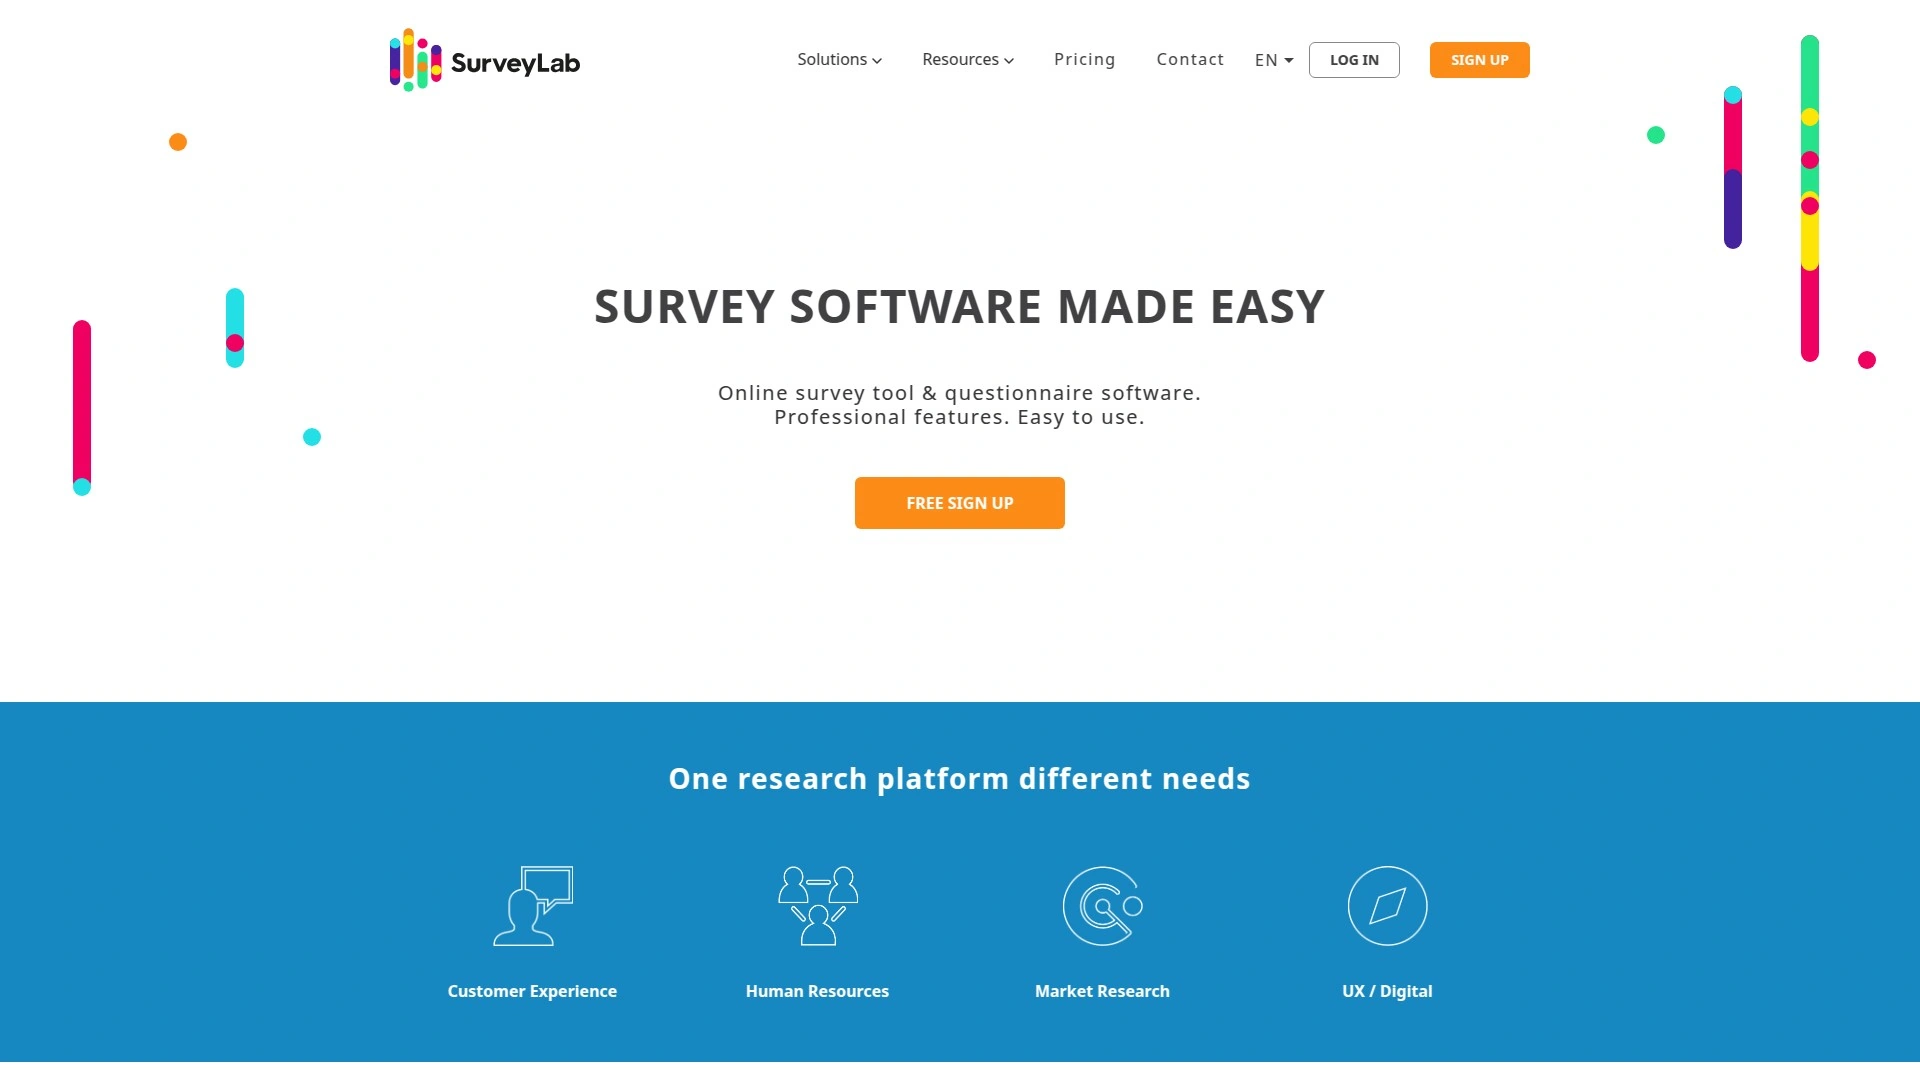 SurveyLab
Solutions
Resources
Pricing
Contact
EN
LOG IN
SIGN UP
SURVEY SOFTWARE MADE EASY
Online survey tool & questionnaire software.
Professional features. Easy to use.
FREE SIGN UP
One research platform different needs
Customer Experience
Human Resources
Market Research
UX / Digital